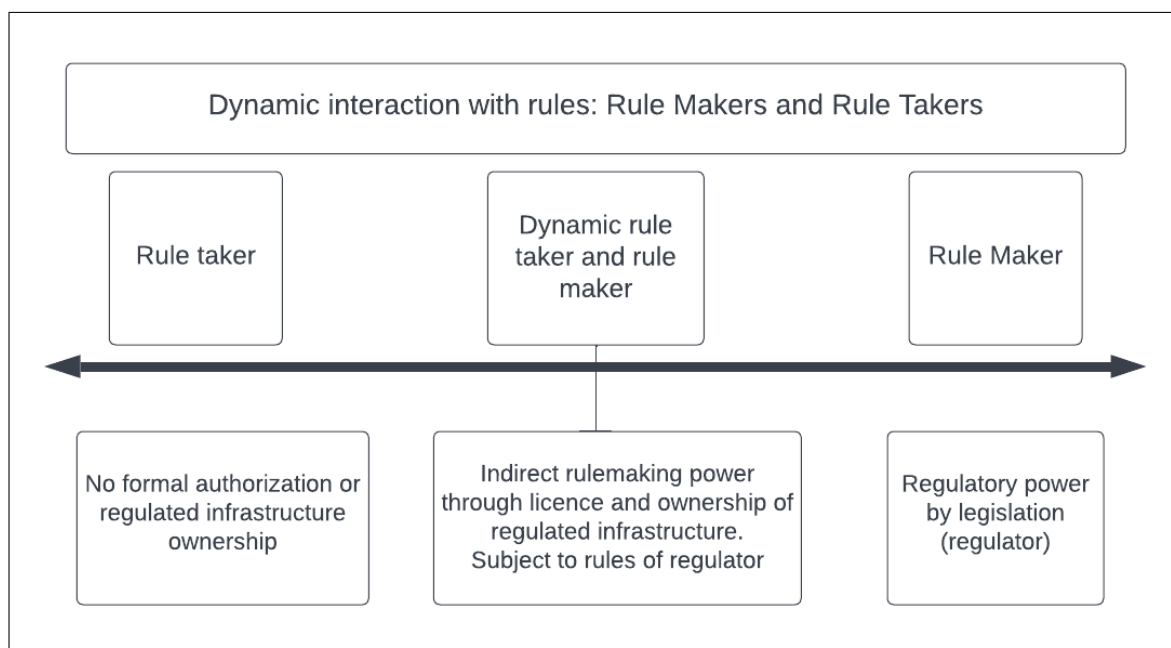 Dynamic interaction with rules: Rule Makers and Rule Takers
Rule taker
Dynamic rule
taker and rule
maker
Rule Maker
No formal authorization or
regulated infrastructure
ownership
Indirect rulemaking power
through licence and ownership of
regulated infrastructure.
Subject to rules of regulator
Regulatory power
by legislation
(regulator)